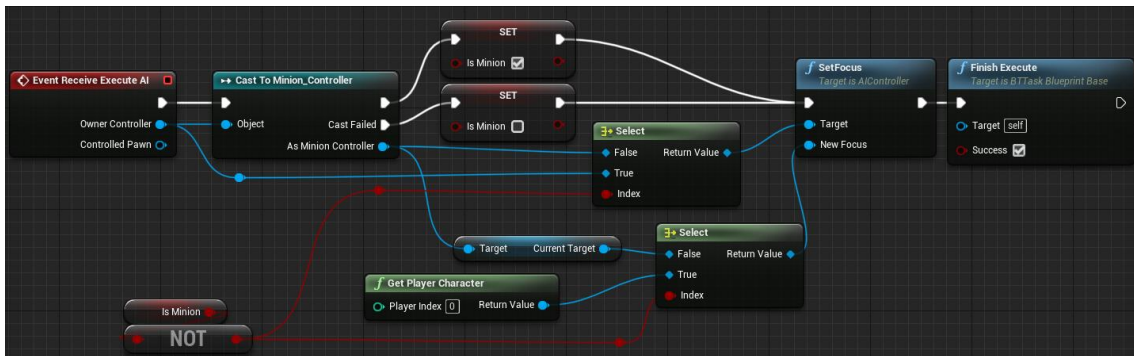 SET
Is Minion
Event Receive Execute AI
Owner Controller
Controlled Pawn
Cast To Minion_Controller
Object
Cast Failed
As Minion Controller
SET
Is Minion
Select
False
Return Value
True
Index
f SetFocus
Target is AIController
Target
New Focus
f Finish Execute
Target is BTTask Blueprint Base
Target self
Success
Target
Current Target
Select
False
Return Value
True
Index
f Get Player Character
Player Index 0
Return Value
Is Minion
NOT